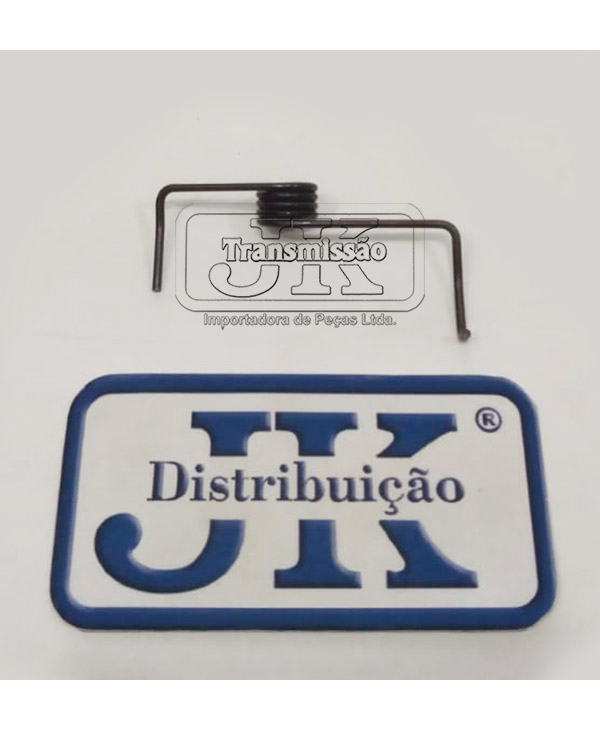 JK
Transmissão
Importadora de Peças Ltda.
JK ®
Distribuição